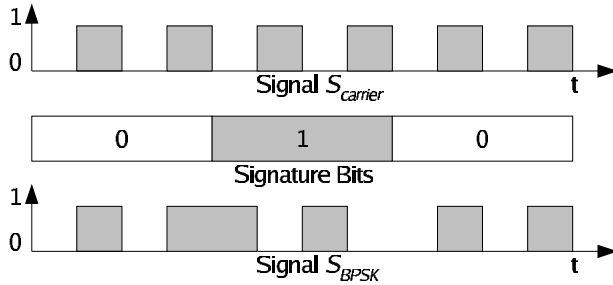 1
0
Signal S_carrier t
0 1 0
Signature Bits
1
0
Signal S_BPSK t